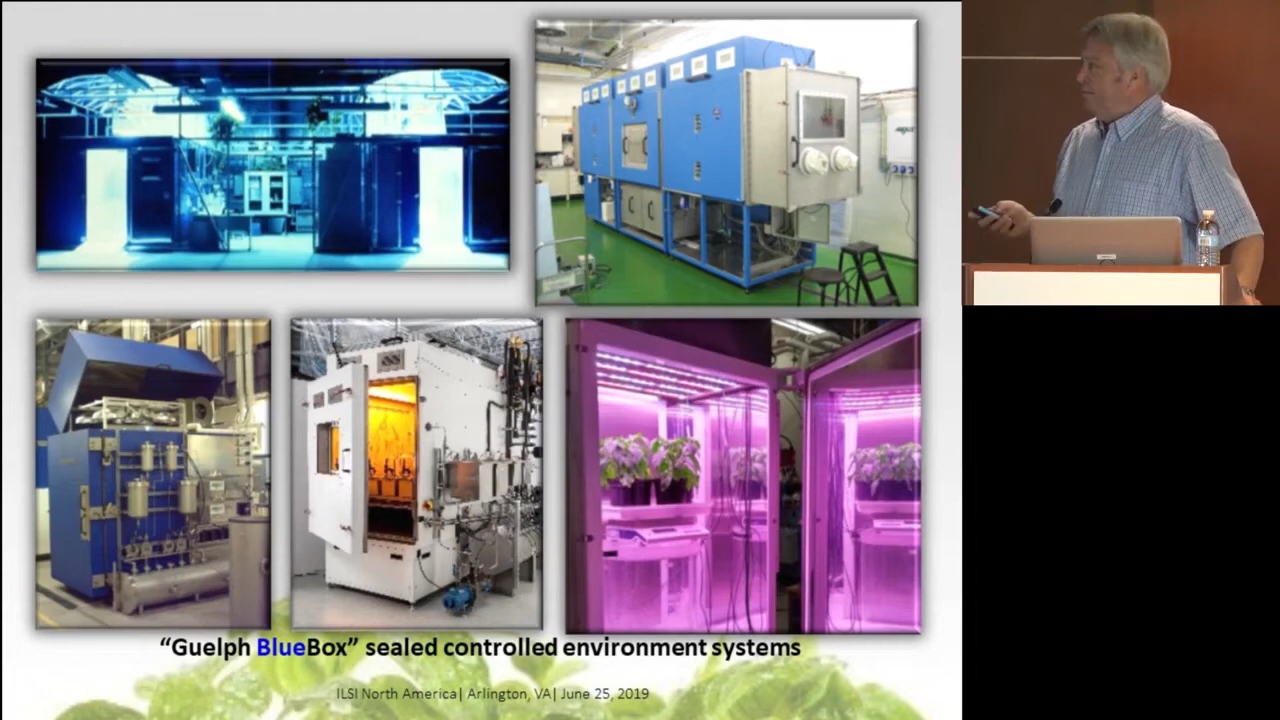 “Guelph BlueBox” sealed controlled environment systems
ILSI North America| Arlington, VA| June 25, 2019